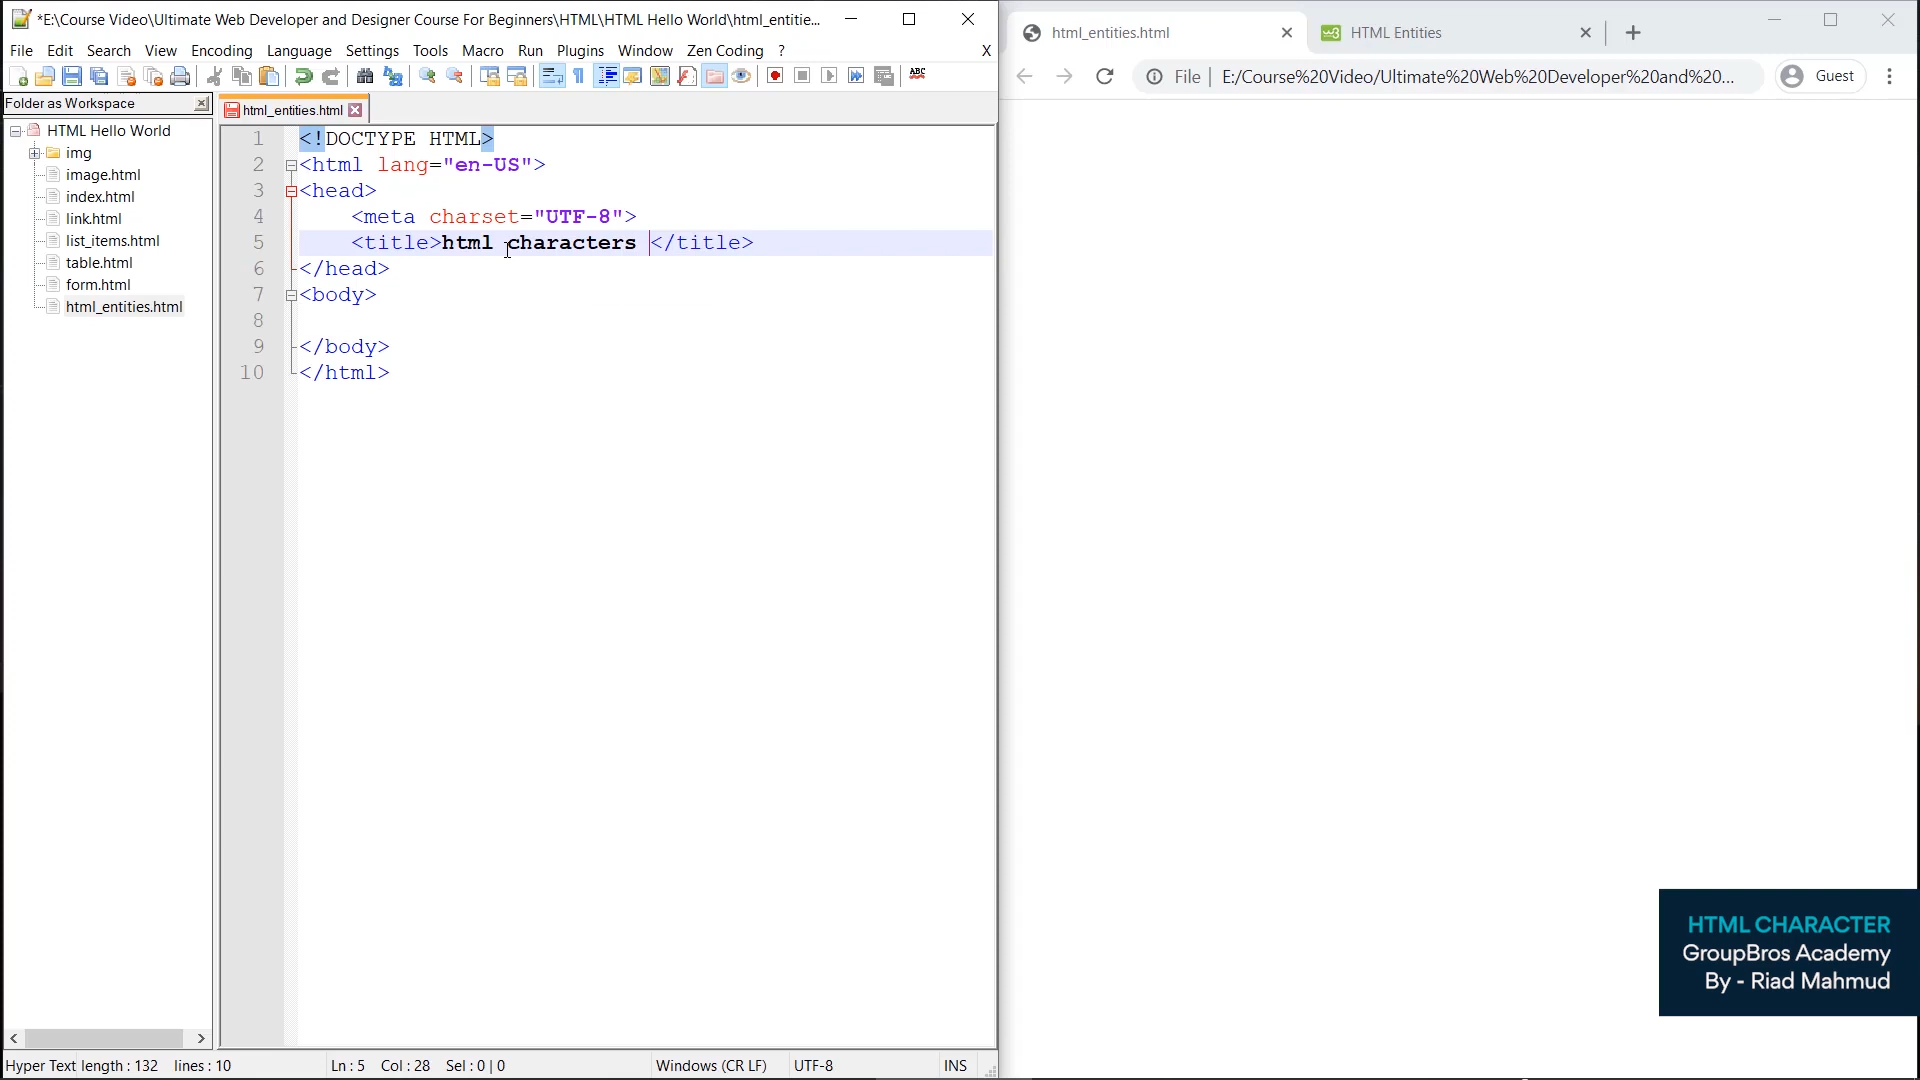 *E:\Course Video\Ultimate Web Developer and Designer Course For Beginners\HTML\HTML Hello World\html_entitie...
File Edit Search View Encoding Language Settings Tools Macro Run Plugins Window Zen Coding ? X
Folder as Workspace
HTML Hello World
img
image.html
index.html
link.html
list_items.html
table.html
form.html
html_entities.html
html_entities.html
1 <!DOCTYPE HTML>
2 <html lang="en-US">
3 <head>
4 <meta charset="UTF-8">
5 <title>html characters </title>
6 </head>
7 <body>
8
9 </body>
10 </html>
Hyper Text length : 132 lines : 10 Ln : 5 Col : 28 Sel : 0 | 0 Windows (CR LF) UTF-8 INS
html_entities.html
HTML Entities
File E:/Course%20Video/Ultimate%20Web%20Developer%20and%20...
Guest
HTML CHARACTER
GroupBros Academy
By - Riad Mahmud